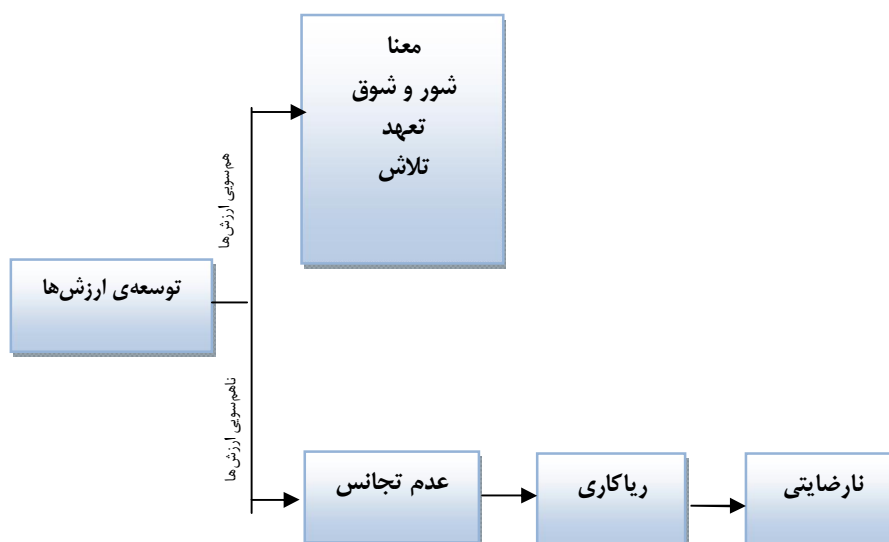 معنا
شور و شوق
تعهد
تلاش
هم‌سویی ارزش‌ها
توسعه‌ی ارزش‌ها
ناهم‌سویی ارزش‌ها
عدم تجانس
ریاکاری
نارضایتی